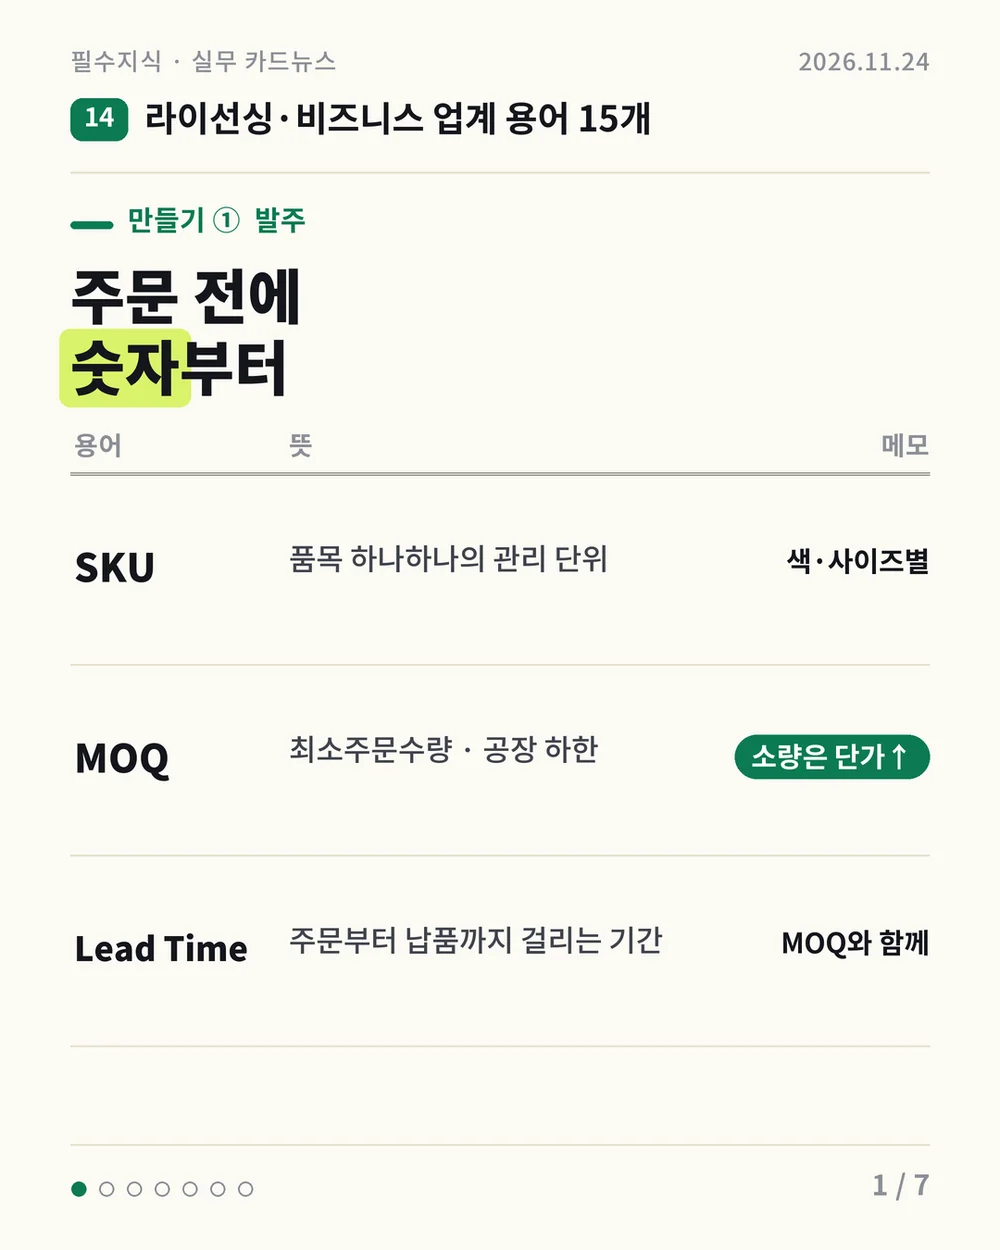 필수지식 · 실무 카드뉴스 2026.11.24
14 라이선싱·비즈니스 업계 용어 15개
만들기 ① 발주
주문 전에
숫자부터
용어 뜻 메모
SKU 품목 하나하나의 관리 단위 색·사이즈별
MOQ 최소주문수량 · 공장 하한 소량은 단가↑
Lead Time 주문부터 납품까지 걸리는 기간 MOQ와 함께
1 / 7